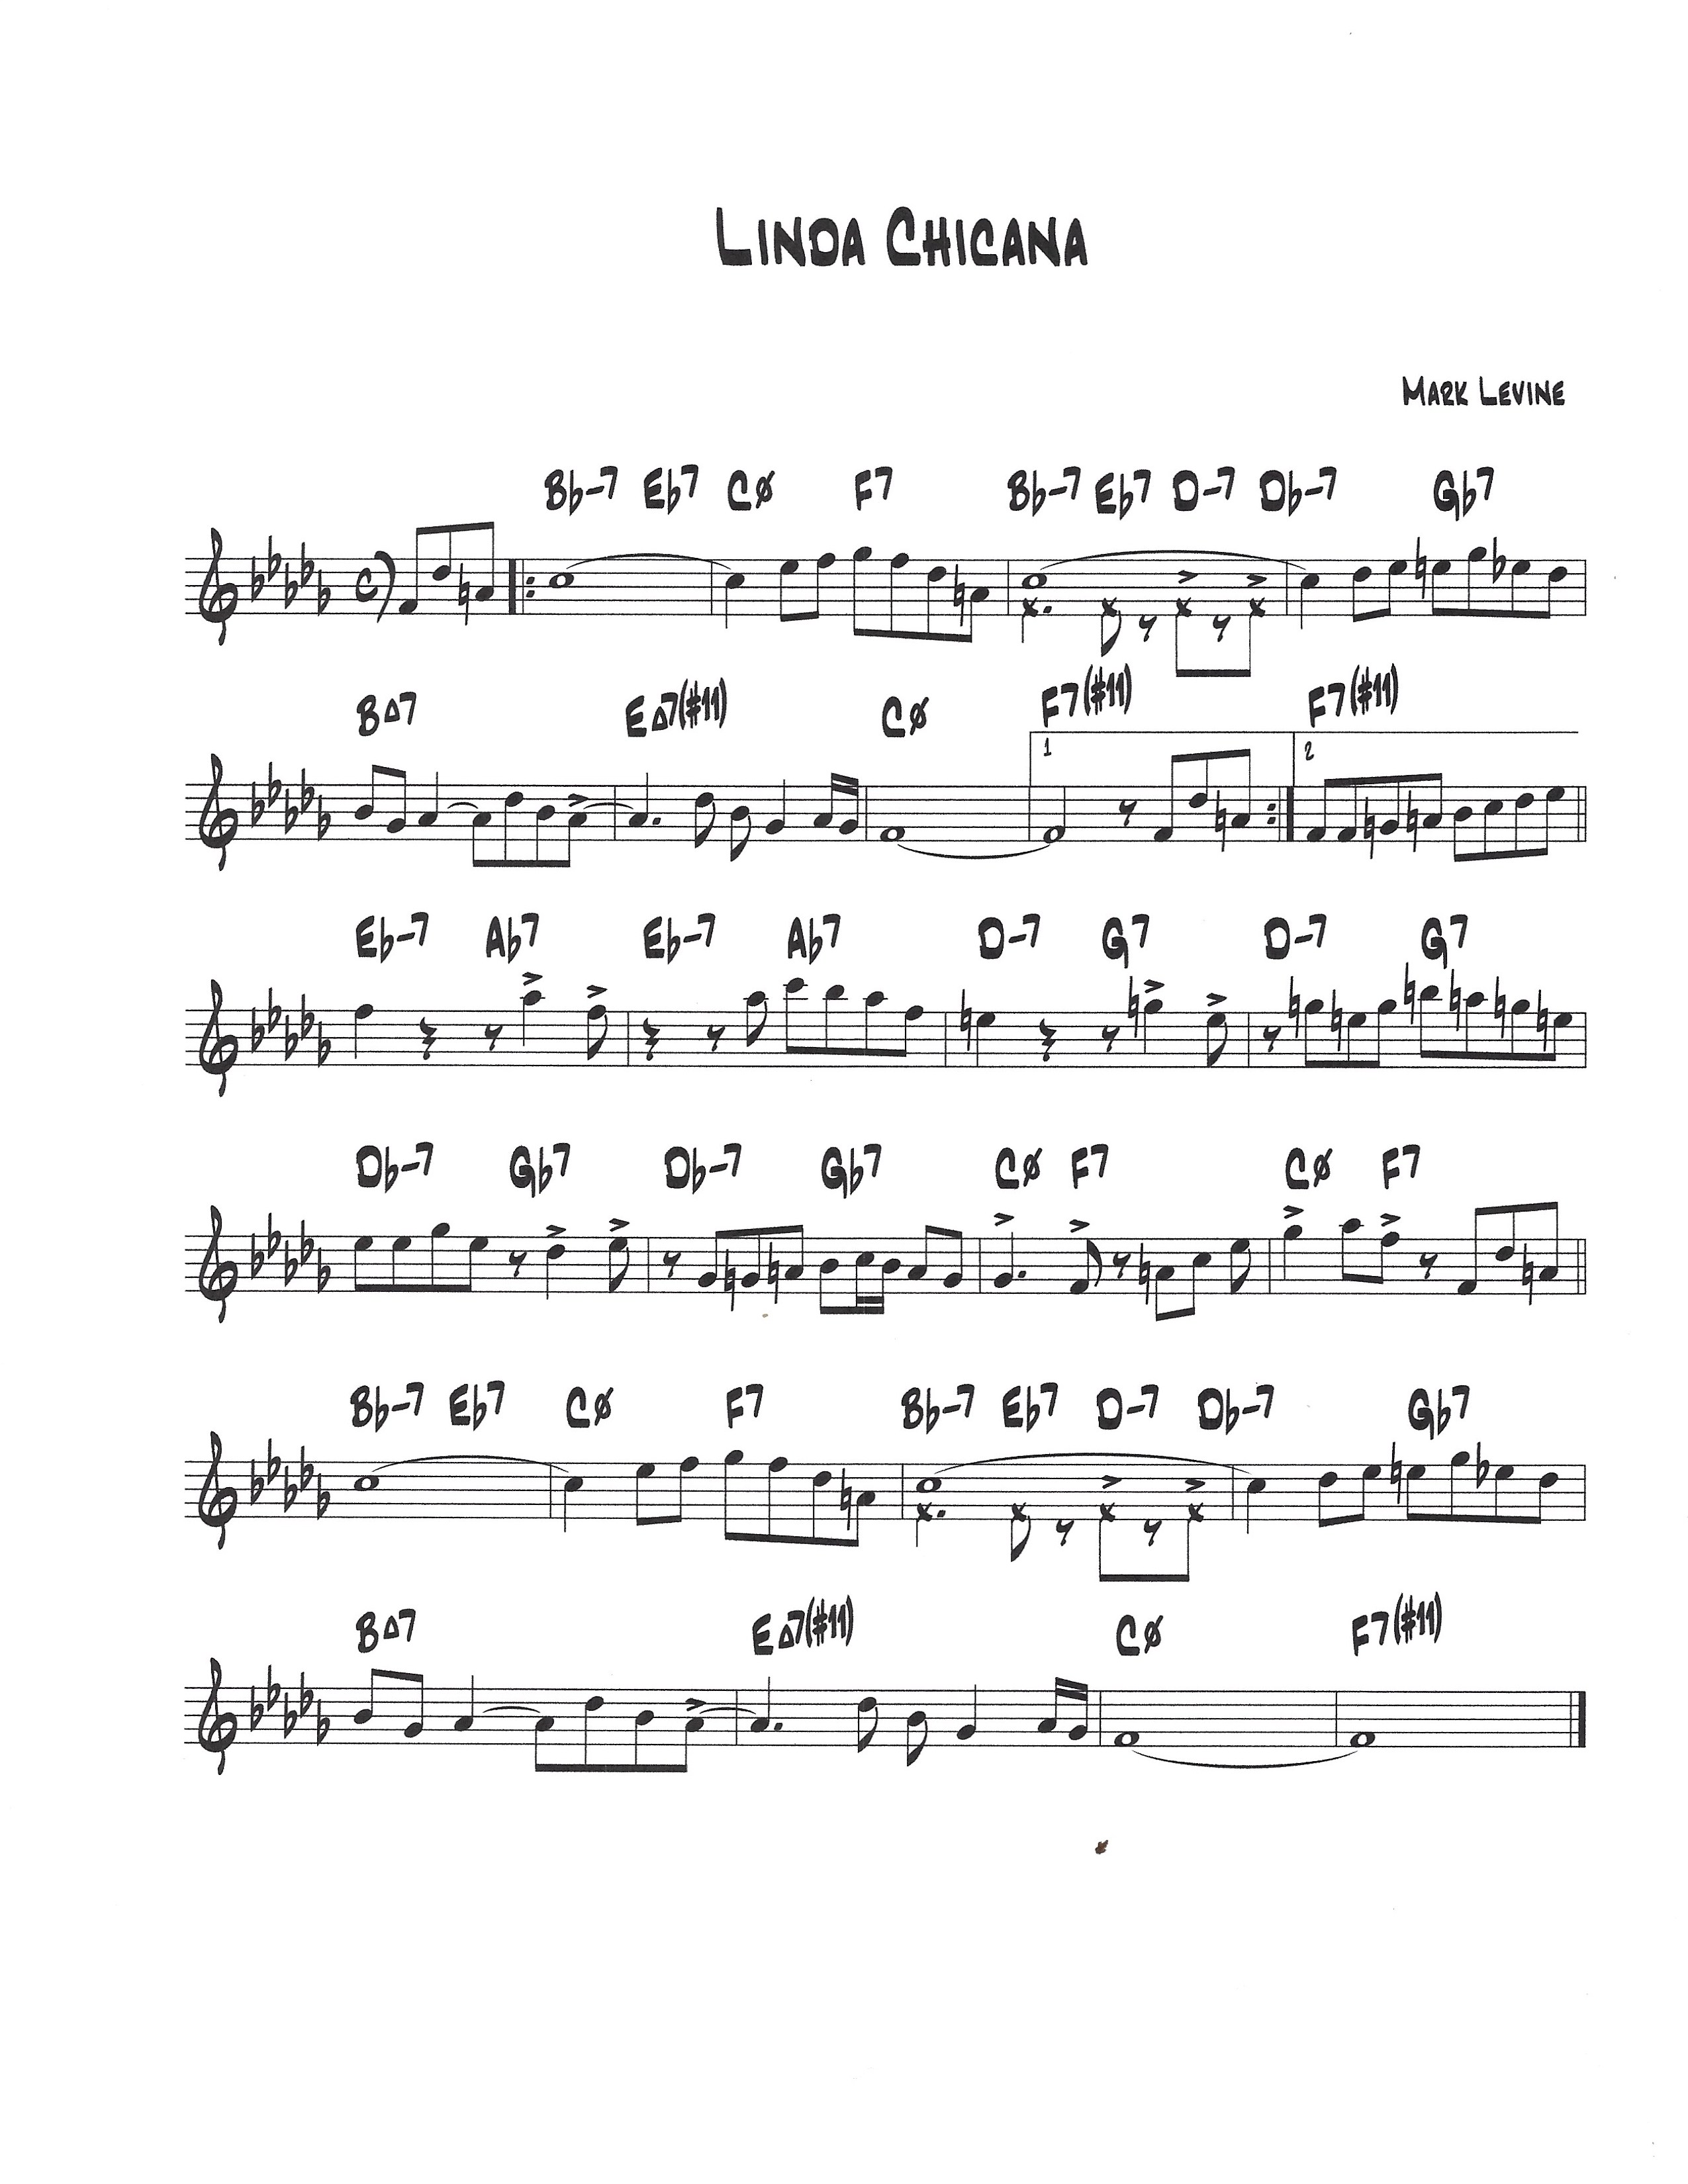 LINDA CHICANA
MARK LEVINE
Bb-7 Eb7 CØ F7 Bb-7 Eb7 D-7 Db-7 Gb7
BΔ7 EΔ7(#11) CØ F7(#11) F7(#11)
1 2
Eb-7 Ab7 Eb-7 Ab7 D-7 G7 D-7 G7
Db-7 Gb7 Db-7 Gb7 CØ F7 CØ F7
Bb-7 Eb7 CØ F7 Bb-7 Eb7 D-7 Db-7 Gb7
BΔ7 EΔ7(#11) CØ F7(#11)